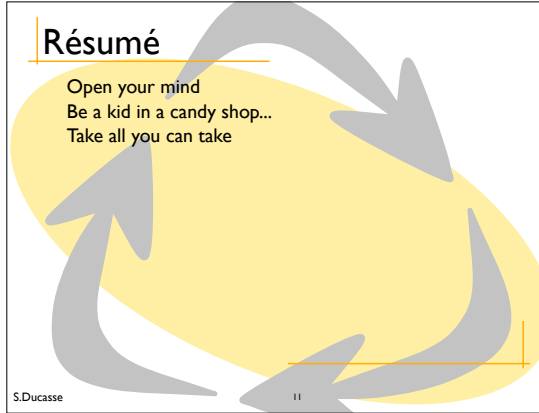 Résumé
Open your mind
Be a kid in a candy shop...
Take all you can take
S.Ducasse
11